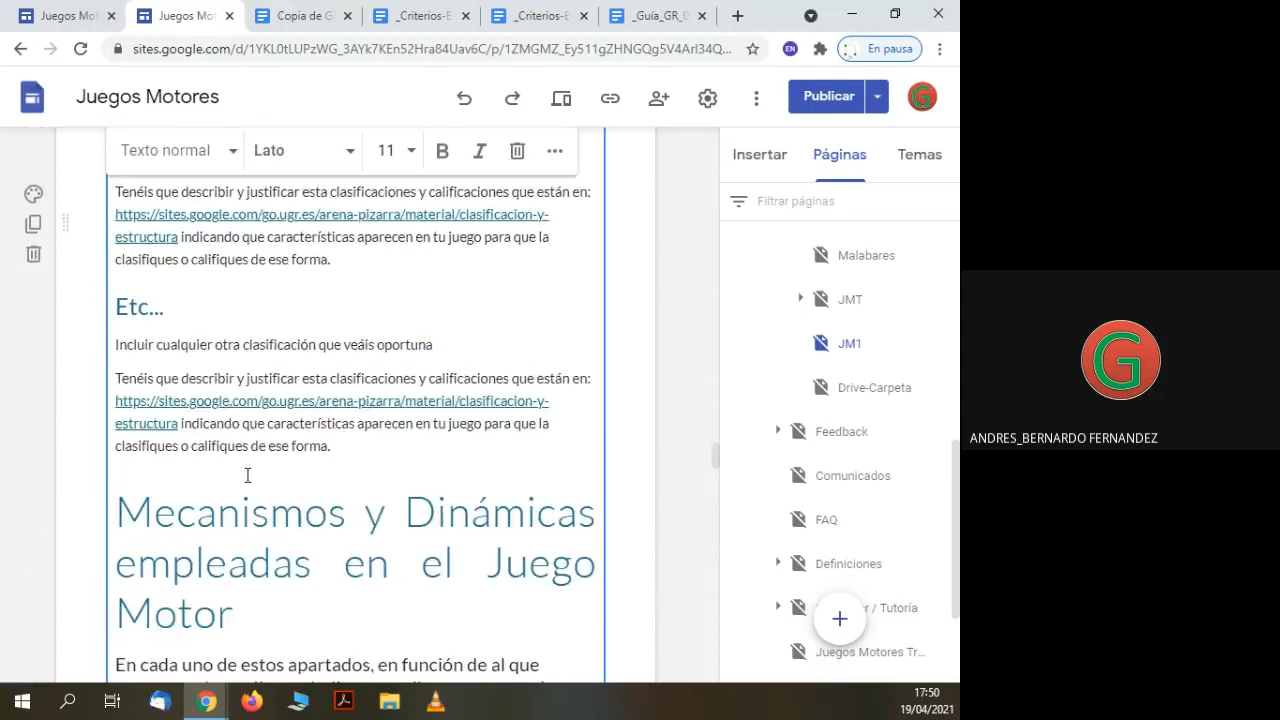 Juegos Mot
Juegos Mot
Copia de G
_Criterios-E
_Criterios-E
_Guía_GR_0
sites.google.com/d/1YKL0tLUPzWG_3AYk7KEn52Hra84Uav6C/p/1ZMGMZ_Ey511gZHNGQg5V4ArI34Q...
EN
En pausa
Juegos Motores
Publicar
G
Texto normal
Lato
11
B
I
Insertar
Páginas
Temas
Filtrar páginas
Tenéis que describir y justificar esta clasificaciones y calificaciones que están en:
https://sites.google.com/go.ugr.es/arena-pizarra/material/clasificacion-y-
estructura indicando que características aparecen en tu juego para que la
clasifiques o califiques de ese forma.
Etc...
Incluir cualquier otra clasificación que veáis oportuna
Tenéis que describir y justificar esta clasificaciones y calificaciones que están en:
https://sites.google.com/go.ugr.es/arena-pizarra/material/clasificacion-y-
estructura indicando que características aparecen en tu juego para que la
clasifiques o califiques de ese forma.
Mecanismos y Dinámicas
empleadas en el Juego
Motor
En cada uno de estos apartados, en función de al que
Malabares
JMT
JM1
Drive-Carpeta
Feedback
Comunicados
FAQ
Definiciones
r / Tutoría
Juegos Motores Tr...
G
ANDRES_BERNARDO FERNANDEZ
17:50
19/04/2021